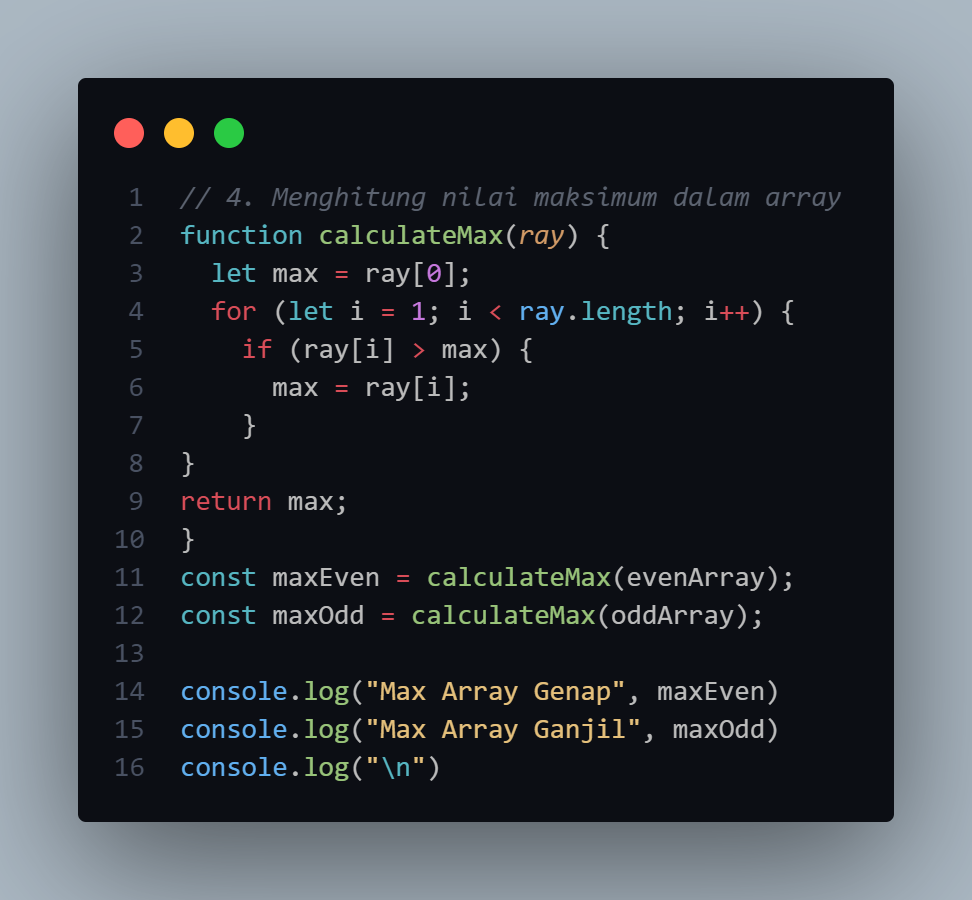 1 // 4. Menghitung nilai maksimum dalam array
2 function calculateMax(ray) {
3   let max = ray[0];
4   for (let i = 1; i < ray.length; i++) {
5     if (ray[i] > max) {
6       max = ray[i];
7     }
8 }
9 return max;
10 }
11 const maxEven = calculateMax(evenArray);
12 const maxOdd = calculateMax(oddArray);
13
14 console.log("Max Array Genap", maxEven)
15 console.log("Max Array Ganjil", maxOdd)
16 console.log("\n")